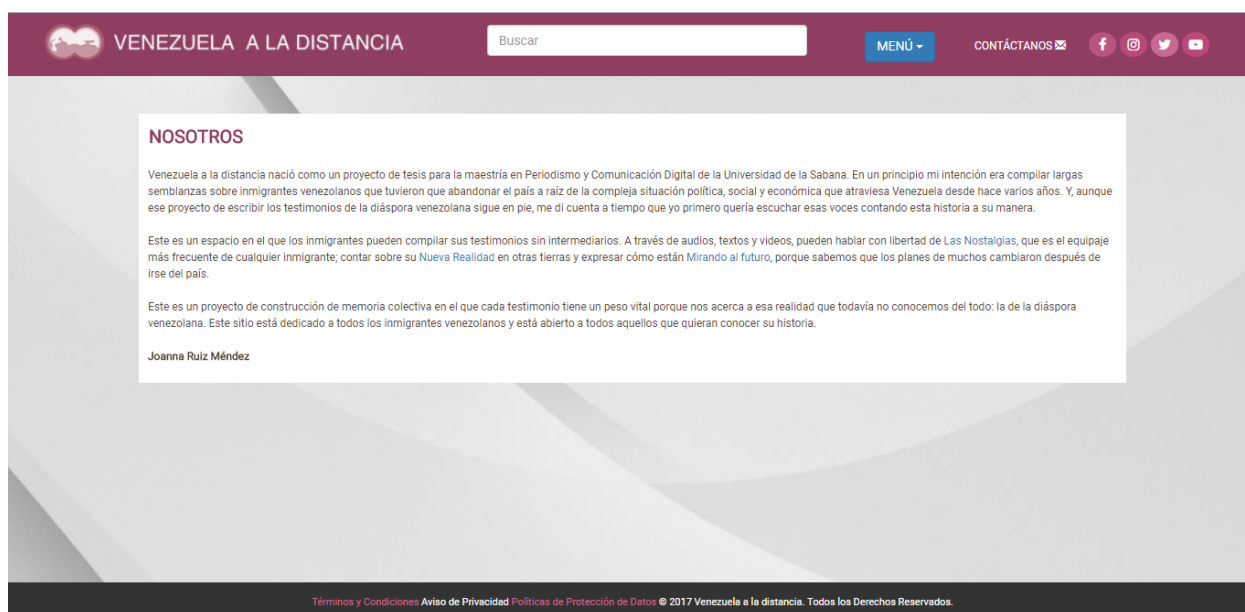 VENEZUELA A LA DISTANCIA
Buscar
MENÚ
CONTÁCTANOS
NOSOTROS
Venezuela a la distancia nació como un proyecto de tesis para la maestría en Periodismo y Comunicación Digital de la Universidad de la Sabana. En un principio mi intención era compilar largas
semblanzas sobre inmigrantes venezolanos que tuvieron que abandonar el país a raíz de la compleja situación política, social y económica que atraviesa Venezuela desde hace varios años. Y, aunque
ese proyecto de escribir los testimonios de la diáspora venezolana sigue en pie, me di cuenta a tiempo que yo primero quería escuchar esas voces contando esta historia a su manera.
Este es un espacio en el que los inmigrantes pueden compilar sus testimonios sin intermediarios. A través de audios, textos y videos, pueden hablar con libertad de Las Nostalgias, que es el equipaje
más frecuente de cualquier inmigrante; contar sobre su Nueva Realidad en otras tierras y expresar cómo están Mirando al futuro, porque sabemos que los planes de muchos cambiaron después de
irse del país.
Este es un proyecto de construcción de memoria colectiva en el que cada testimonio tiene un peso vital porque nos acerca a esa realidad que todavía no conocemos del todo: la de la diáspora
venezolana. Este sitio está dedicado a todos los inmigrantes venezolanos y está abierto a todos aquellos que quieran conocer su historia.
Joanna Ruiz Méndez
Términos y Condiciones Aviso de Privacidad Políticas de Protección de Datos © 2017 Venezuela a la distancia. Todos los Derechos Reservados.